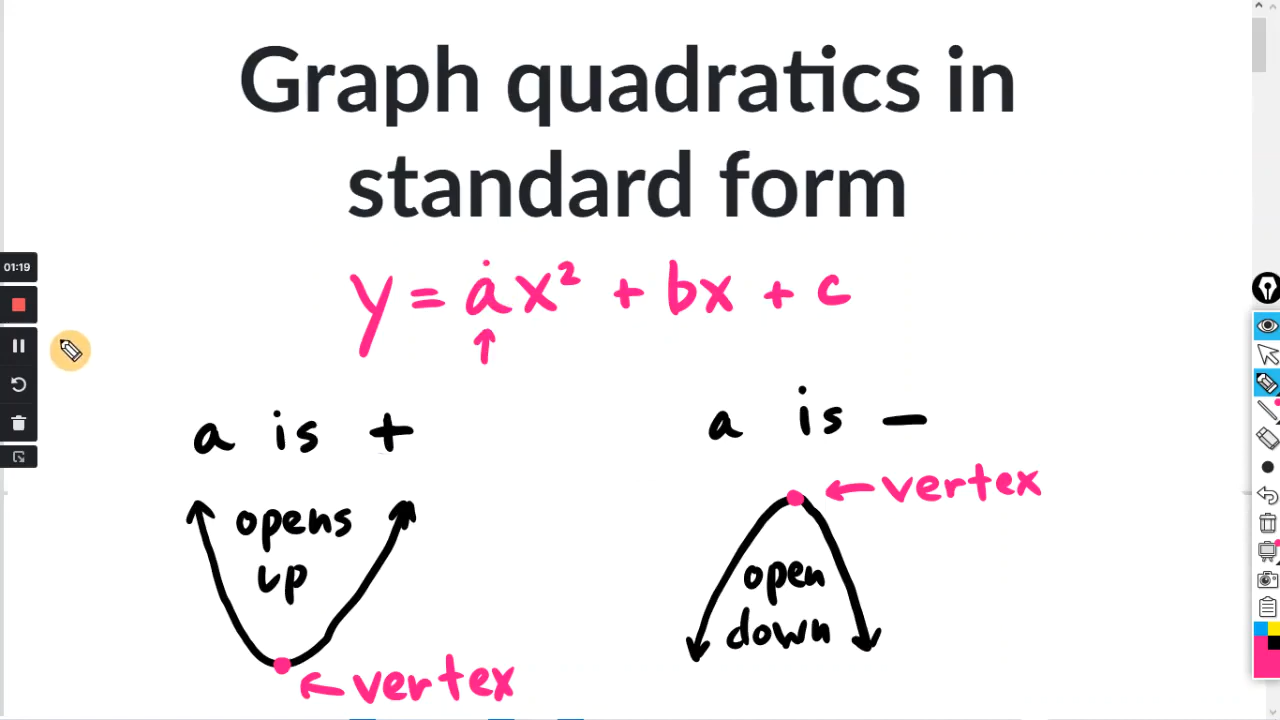 Graph quadratics in
standard form
y = ax² + bx + c
01:19
a is +
a is −
← vertex
opens
up
open
down
← vertex